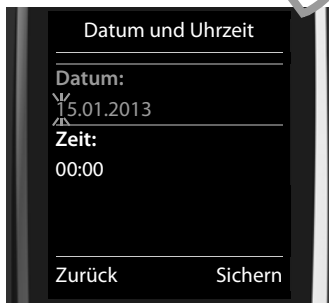 Datum und Uhrzeit
Datum:
15.01.2013
Zeit:
00:00
Zurück Sichern